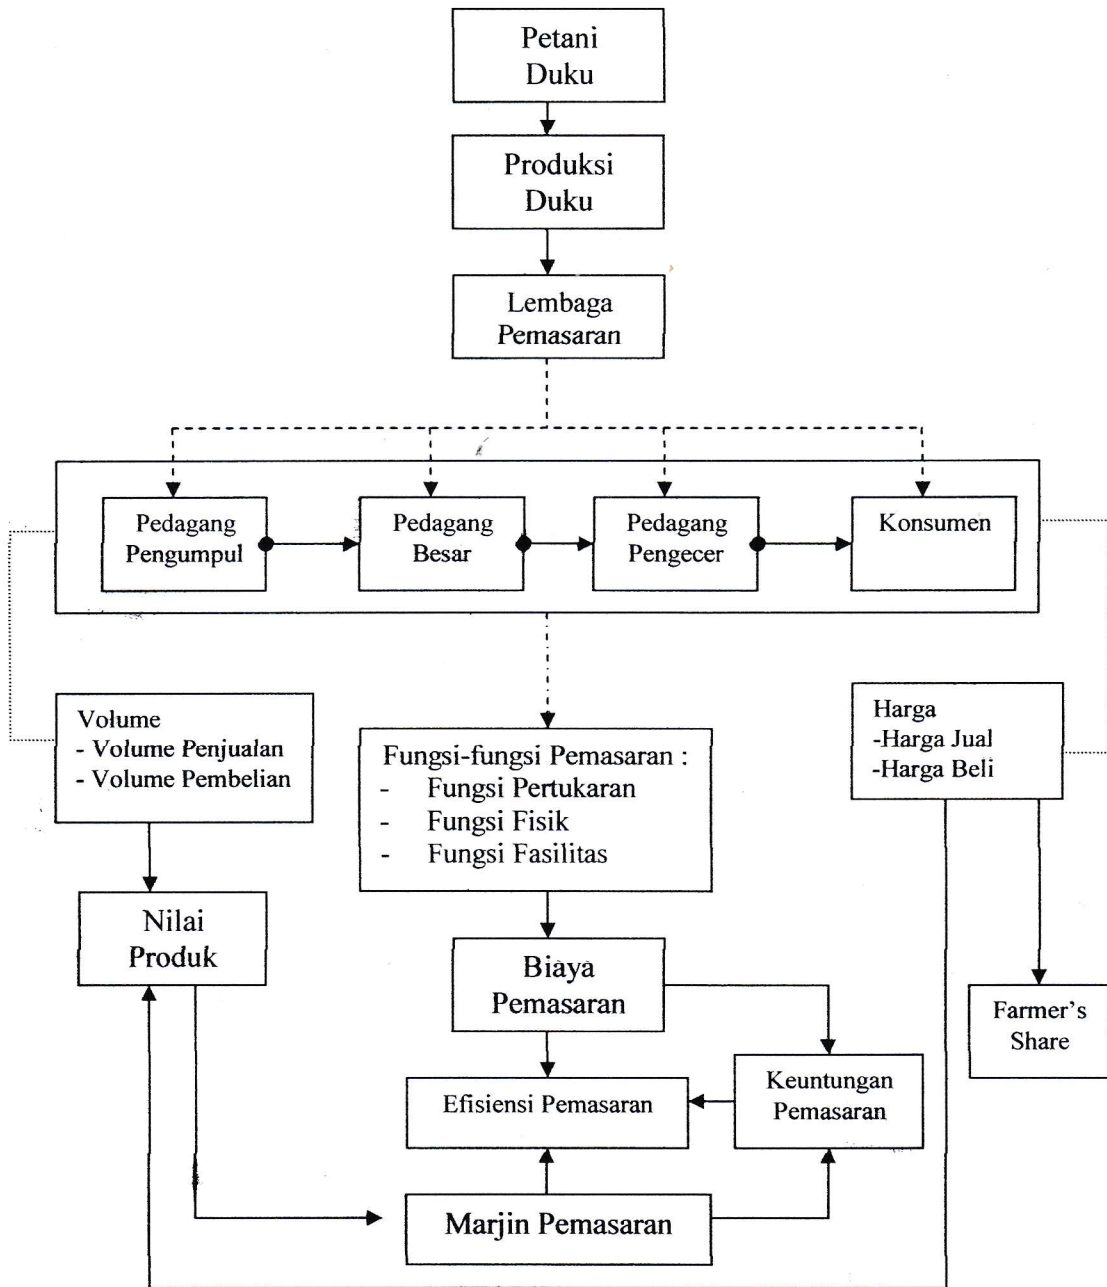 Petani
Duku
Produksi
Duku
Lembaga
Pemasaran
Pedagang
Pengumpul
Pedagang
Besar
Pedagang
Pengecer
Konsumen
Volume
- Volume Penjualan
- Volume Pembelian
Fungsi-fungsi Pemasaran :
- Fungsi Pertukaran
- Fungsi Fisik
- Fungsi Fasilitas
Harga
-Harga Jual
-Harga Beli
Nilai
Produk
Biaya
Pemasaran
Farmer's
Share
Efisiensi Pemasaran
Keuntungan
Pemasaran
Marjin Pemasaran